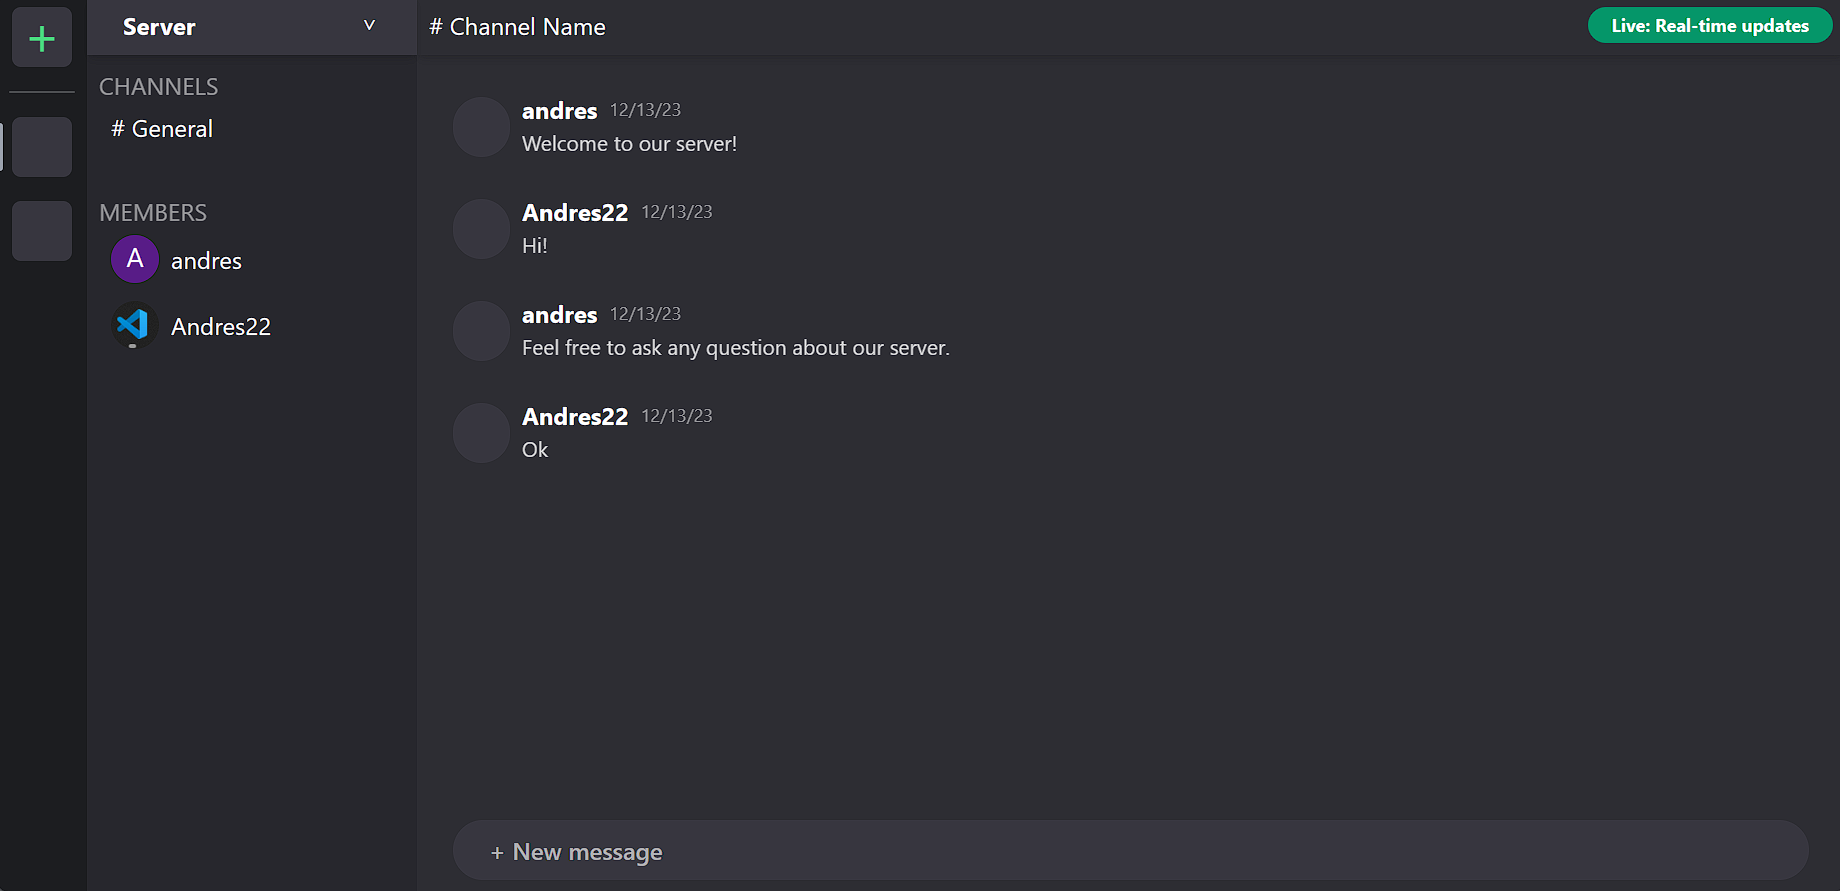 +
Server ˅
# Channel Name
Live: Real-time updates
CHANNELS
# General
MEMBERS
A andres
Andres22
andres 12/13/23
Welcome to our server!
Andres22 12/13/23
Hi!
andres 12/13/23
Feel free to ask any question about our server.
Andres22 12/13/23
Ok
+ New message